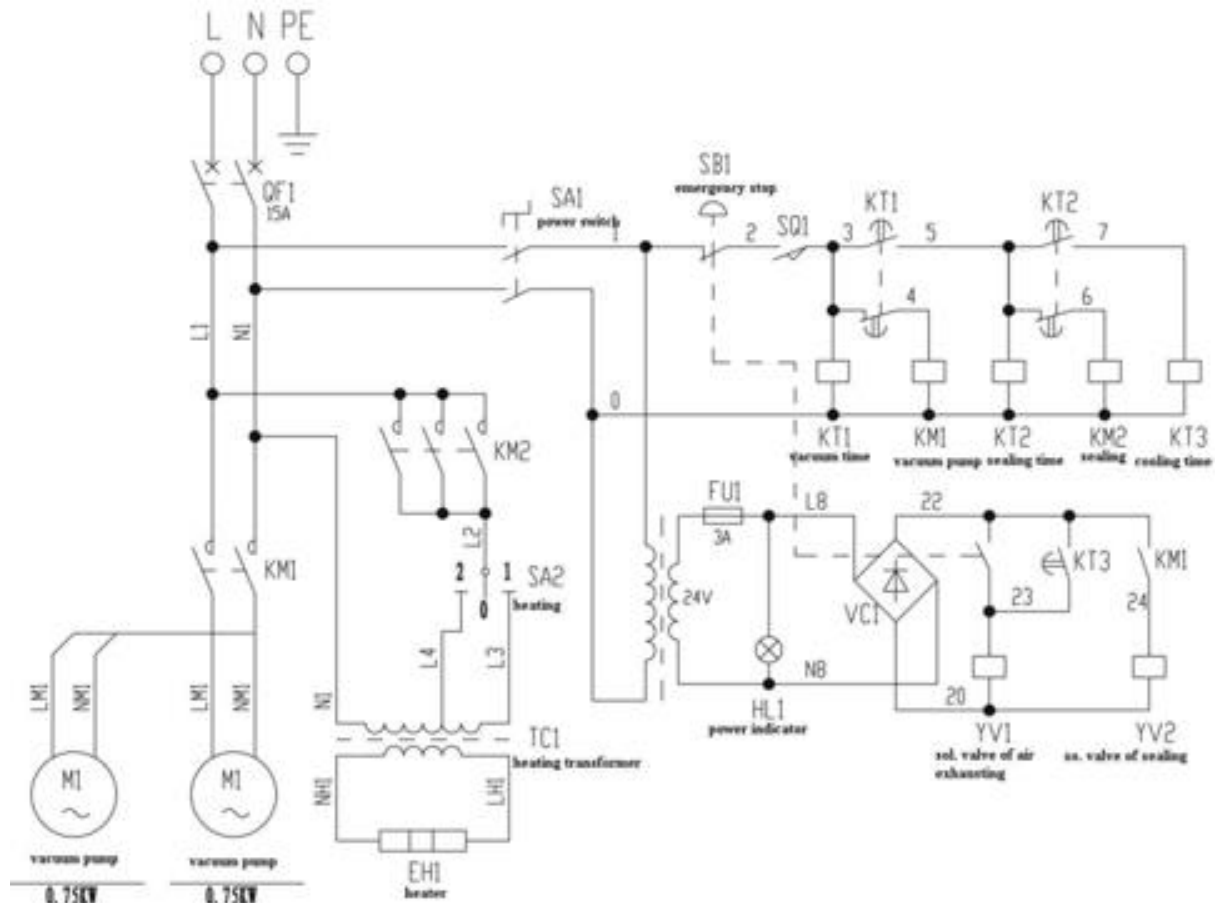 L N PE
QF1
15A
SA1
power switch
1
SB1
emergency stop
2
SQ1
3
KT1
5
KT2
7
4
6
L1
N1
0
KT1
vacuum time
KM1
vacuum pump
KT2
sealing time
KM2
sealing
KT3
cooling time
KM2
L2
KM1
2
1
SA2
0
heating
FU1
3A
L8
22
24V
VC1
KT3
KM1
23
24
N8
20
HL1
power indicator
YV1
sol. valve of air
exhausting
YV2
so. valve of sealing
L4
L3
LM1
NM1
LM1
NM1
N1
TC1
heating transformer
NH1
LH1
M1
~
M1
~
EH1
heater
vacuum pump
vacuum pump
0.75KW
0.75KW